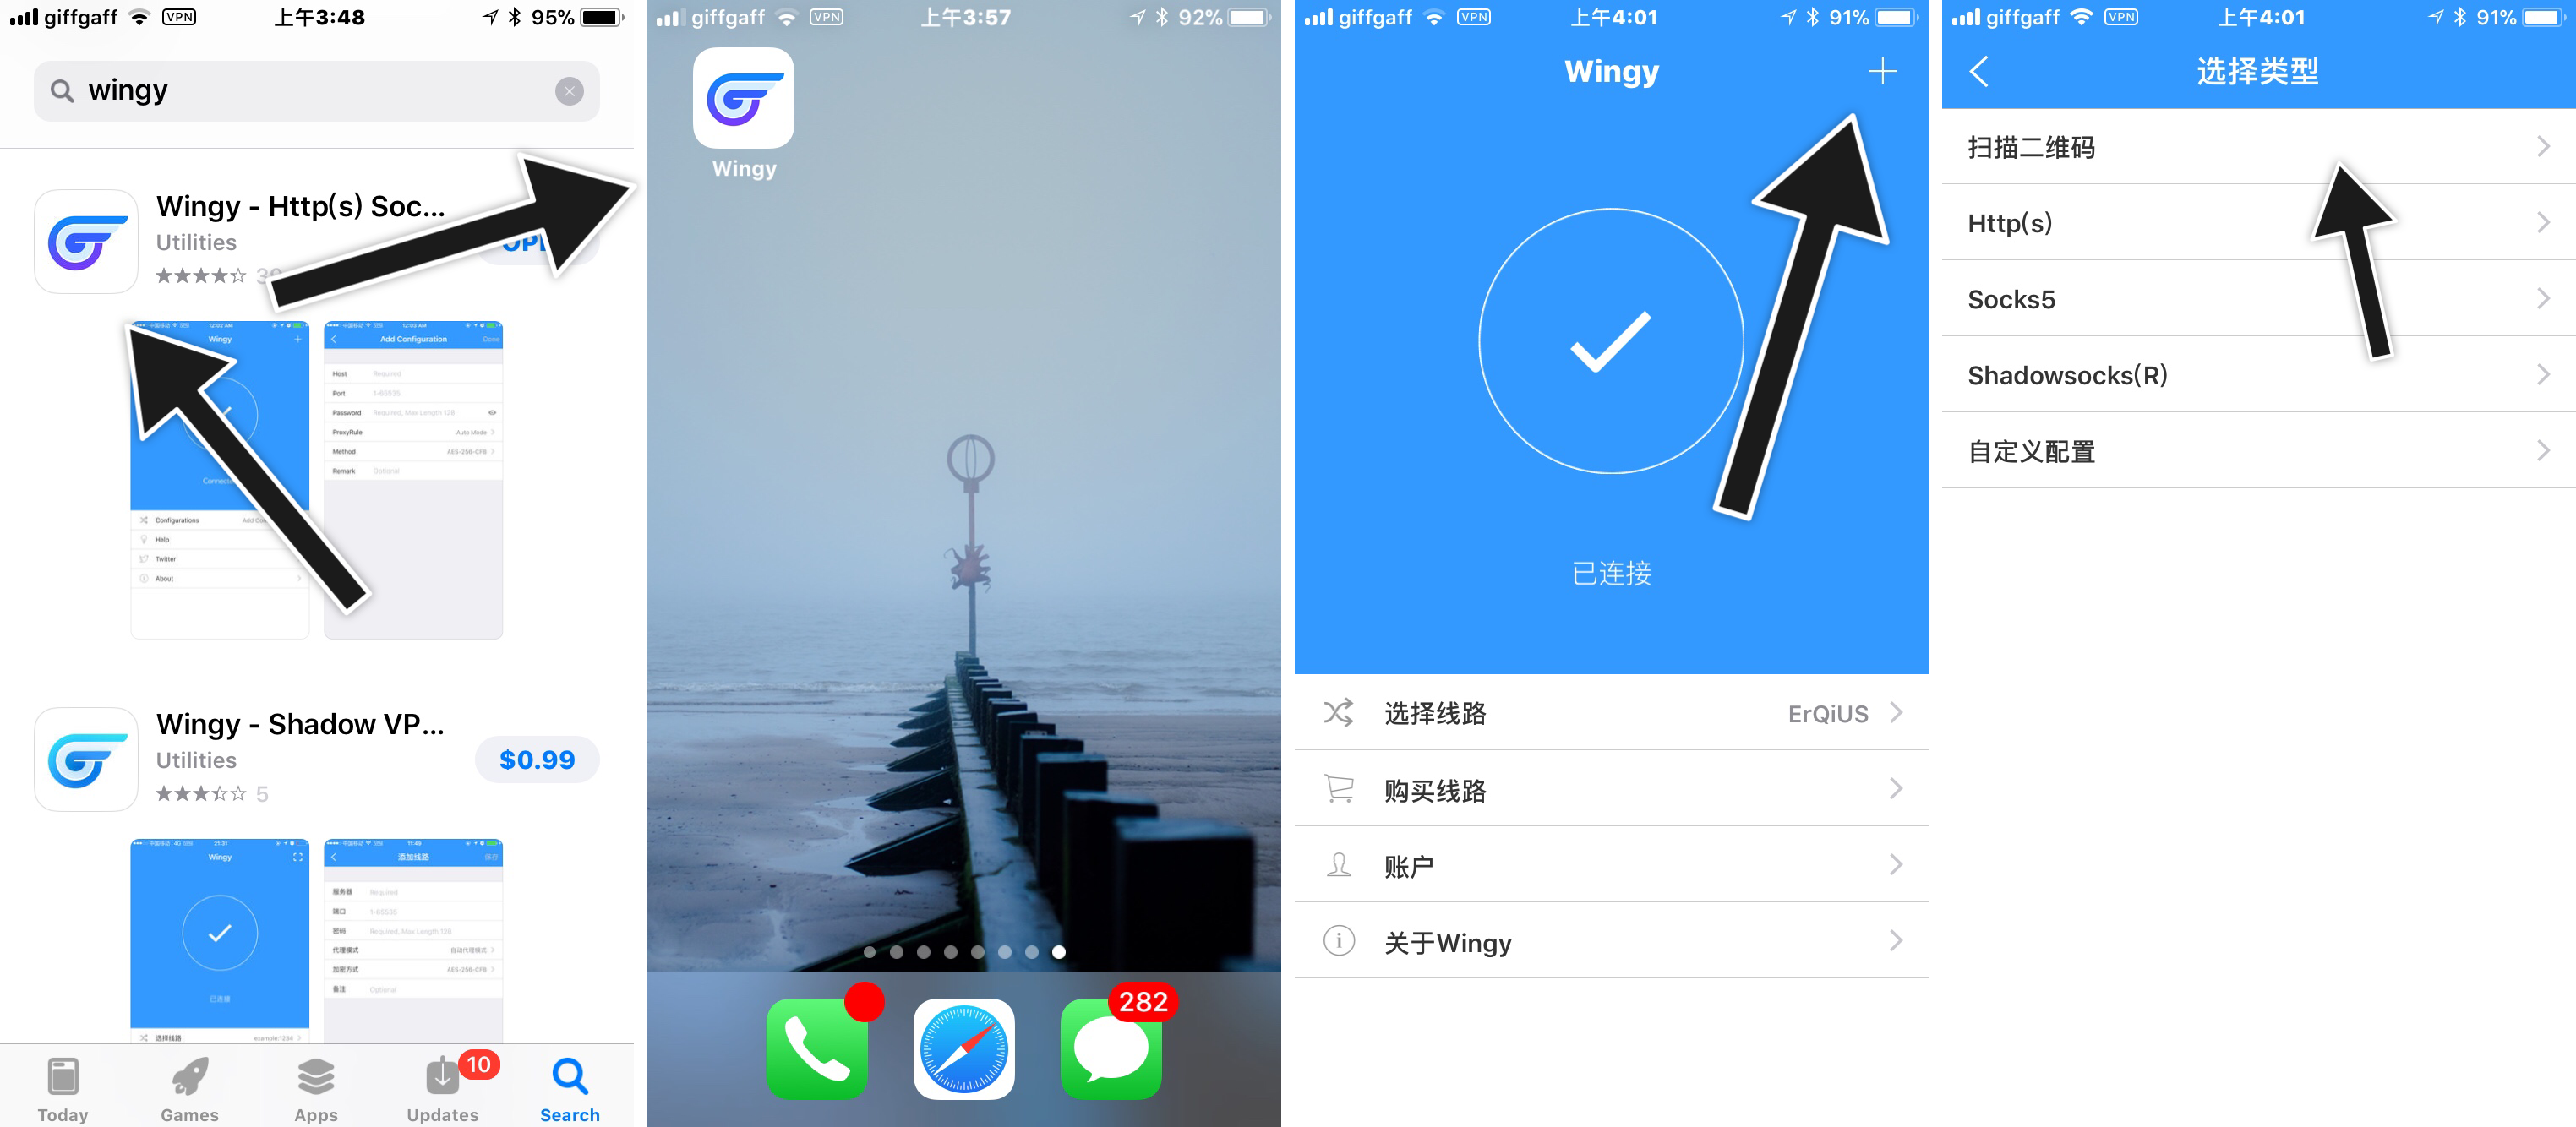 giffgaff VPN 上午3:48 95%
wingy
Wingy - Http(s) Soc...
Utilities
Wingy
Add Configuration Done
Host Required
Port 1-65535
Password Required, Max Length 128
ProxyRule Auto Mode
Method AES-256-CFB
Remark Optional
Configurations
Help
Twitter
About
Wingy - Shadow VP...
Utilities
$0.99
5
Wingy
添加线路
服务器 Required
端口 1-65535
密码 Required, Max Length 128
代理模式 自动代理模式
加密方式 AES-256-CFB
备注 Optional
已连接
选择线路 example:1234
10
Today Games Apps Updates Search
giffgaff VPN 上午3:57 92%
Wingy
282
giffgaff VPN 上午4:01 91%
Wingy
已连接
选择线路 ErQiUS
购买线路
账户
关于Wingy
giffgaff VPN 上午4:01 91%
选择类型
扫描二维码
Http(s)
Socks5
Shadowsocks(R)
自定义配置